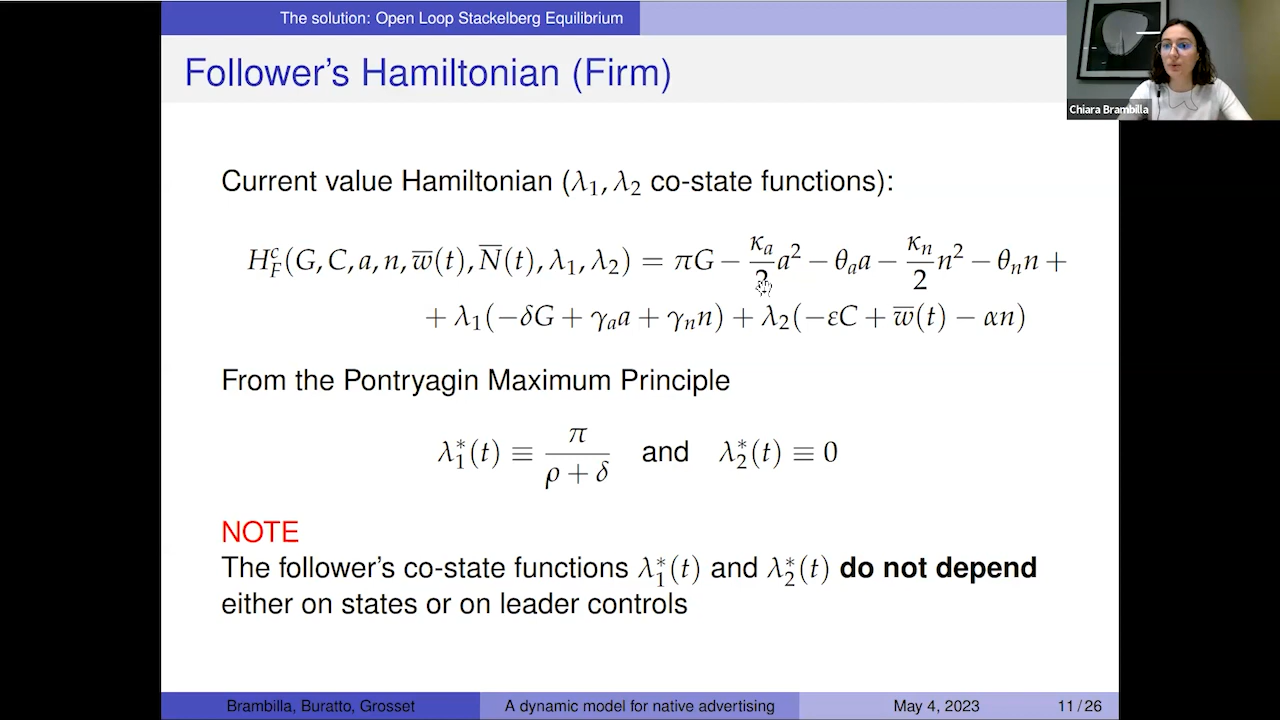 The solution: Open Loop Stackelberg Equilibrium
Follower's Hamiltonian (Firm)
Chiara Brambilla
Current value Hamiltonian (λ₁, λ₂ co-state functions):
H_F^c(G, C, a, n, w̅(t), N̅(t), λ₁, λ₂) = πG − κ_a/2 a² − θ_a a − κ_n/2 n² − θ_n n +
+ λ₁(−δG + γ_a a + γ_n n) + λ₂(−εC + w̅(t) − αn)
From the Pontryagin Maximum Principle
λ₁*(t) ≡ π/(ρ + δ) and λ₂*(t) ≡ 0
NOTE
The follower's co-state functions λ₁*(t) and λ₂*(t) do not depend
either on states or on leader controls
Brambilla, Buratto, Grosset
A dynamic model for native advertising
May 4, 2023
11 / 26